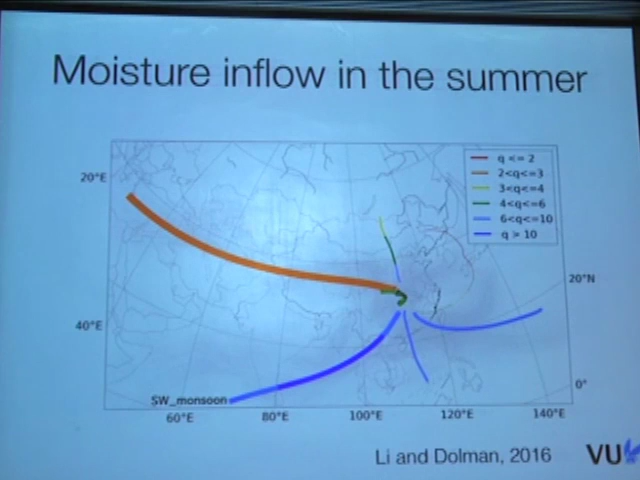 Moisture inflow in the summer
q <= 2
2<q<=3
3<q<=4
4<q<=6
6<q<=10
q > 10
20°E
20°N
40°E
0°
SW_monsoon
60°E 80°E 100°E 120°E 140°E
Li and Dolman, 2016
VU